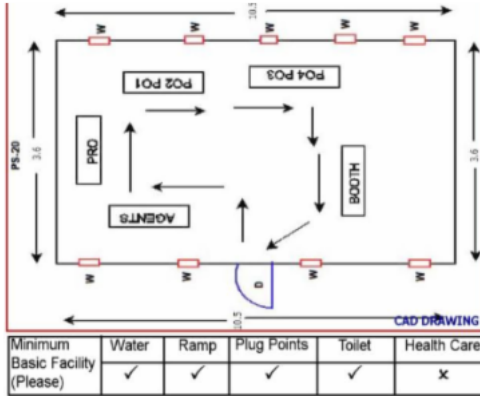 10.5
W W W W W
PO2 PO1
PO4 PO3
PS-20
3.6
PRO
BOOTH
3.6
AGENTS
W W W W
D
10.5
CAD DRAWING
Minimum Basic Facility (Please) Water Ramp Plug Points Toilet Health Care
✓ ✓ ✓ ✓ x